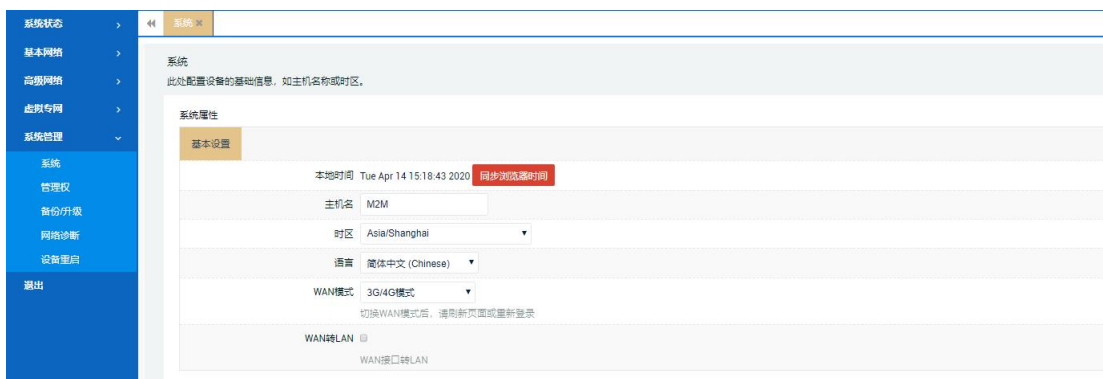 系统状态
基本网络
高级网络
虚拟专网
系统管理
系统
管理权
备份/升级
网络诊断
设备重启
退出
系统
系统
此处配置设备的基础信息，如主机名称或时区。
系统属性
基本设置
本地时间 Tue Apr 14 15:18:43 2020 同步浏览器时间
主机名 M2M
时区 Asia/Shanghai
语言 简体中文 (Chinese)
WAN模式 3G/4G模式
切换WAN模式后，请刷新页面或重新登录
WAN转LAN
WAN接口转LAN